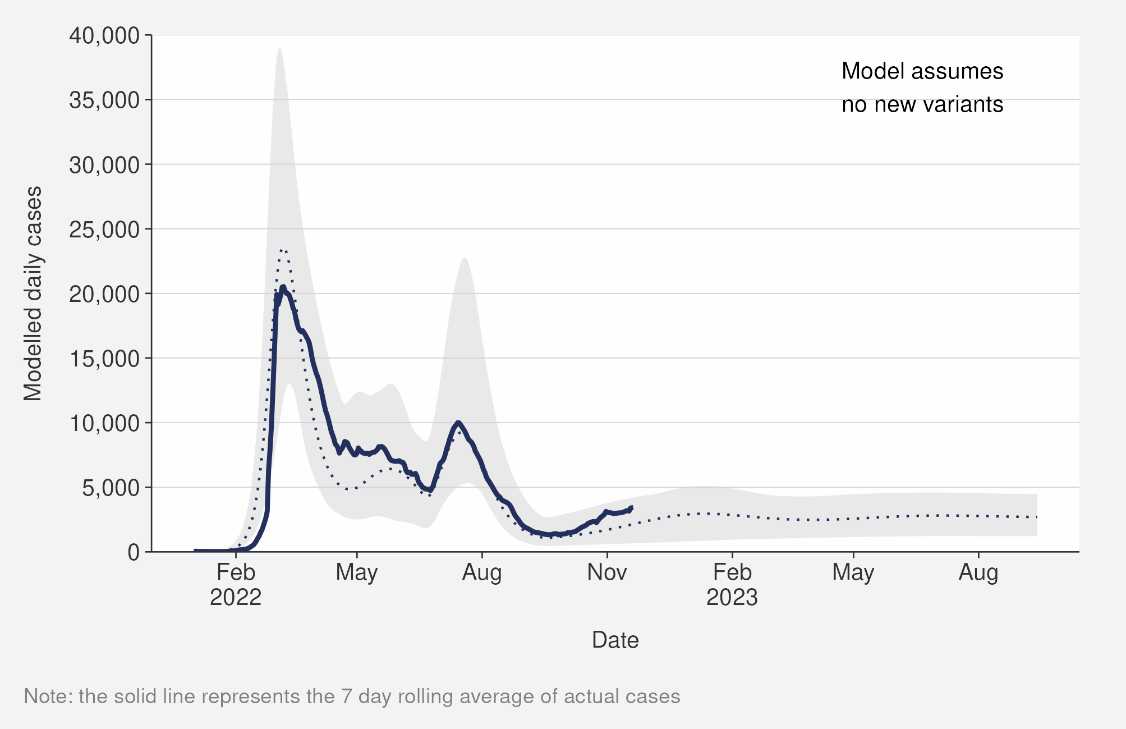 40,000
35,000
30,000
25,000
20,000
15,000
10,000
5,000
0
Modelled daily cases
Model assumes
no new variants
Feb May Aug Nov Feb May Aug
2022 2023
Date
Note: the solid line represents the 7 day rolling average of actual cases